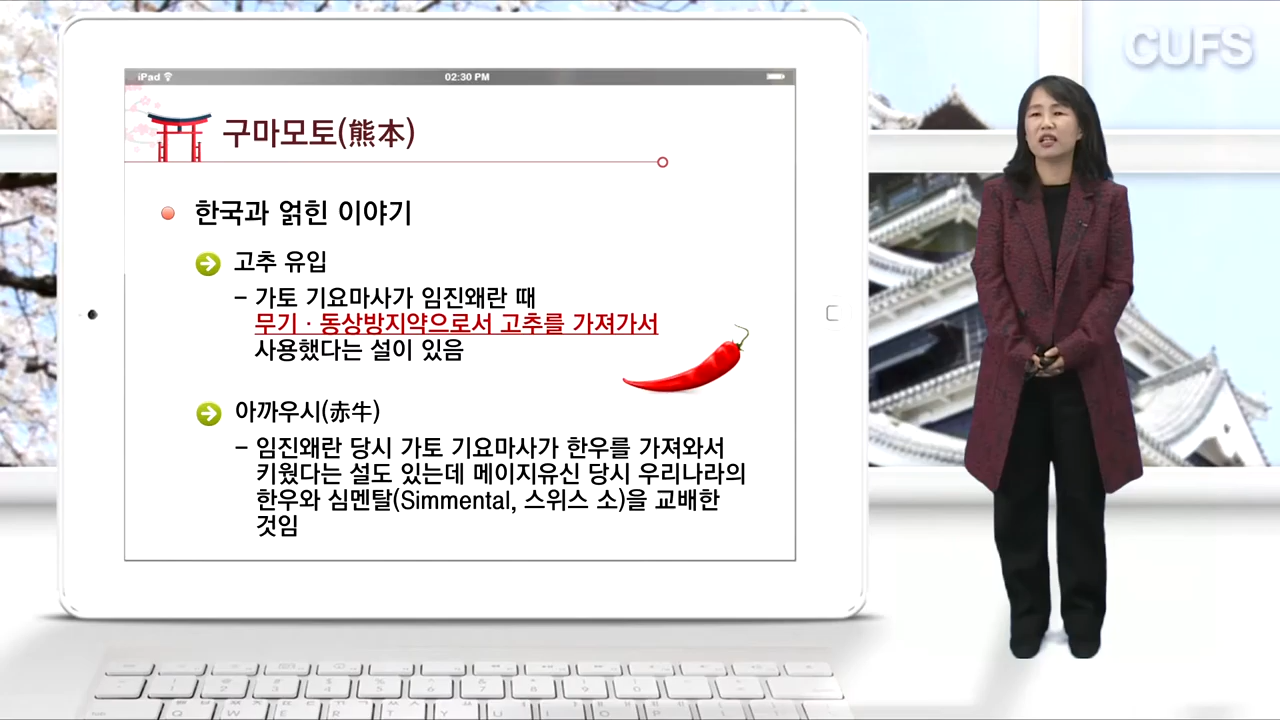 CUFS
iPad 02:30 PM
구마모토(熊本)
한국과 얽힌 이야기
고추 유입
– 가토 기요마사가 임진왜란 때
무기 · 동상방지약으로서 고추를 가져가서
사용했다는 설이 있음
아까우시(赤牛)
– 임진왜란 당시 가토 기요마사가 한우를 가져와서
키웠다는 설도 있는데 메이지유신 당시 우리나라의
한우와 심멘탈(Simmental, 스위스 소)을 교배한
것임